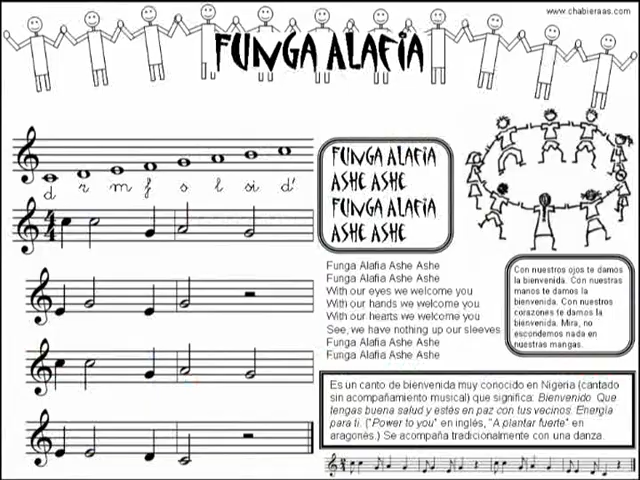 www.chabieraas.com
FUNGA ALAFIA
d r m f s l si d'
FUNGA ALAFIA
ASHE ASHE
FUNGA ALAFIA
ASHE ASHE
Funga Alafia Ashe Ashe
Funga Alafia Ashe Ashe
With our eyes we welcome you
With our hands we welcome you
With our hearts we welcome you
See, we have nothing up our sleeves
Funga Alafia Ashe Ashe
Funga Alafia Ashe Ashe
Con nuestros ojo te damos
la bienvenida. Con nuestras
manos te damos la
bienvenida. Con nuestros
corazones te damos la
bienvenida. Mira, no
escondemos nada en
nuestras mangas.
Es un canto de bienvenida muy conocido en Nigeria (cantado
sin acompañamiento musical) que significa: Bienvenido Que
tengas buena salud y estés en paz con tus vecinos. Energía
para ti. ("Power to you" en inglés, "A plantar fuerte" en
aragonés.) Se acompaña tradicionalmente con una danza.